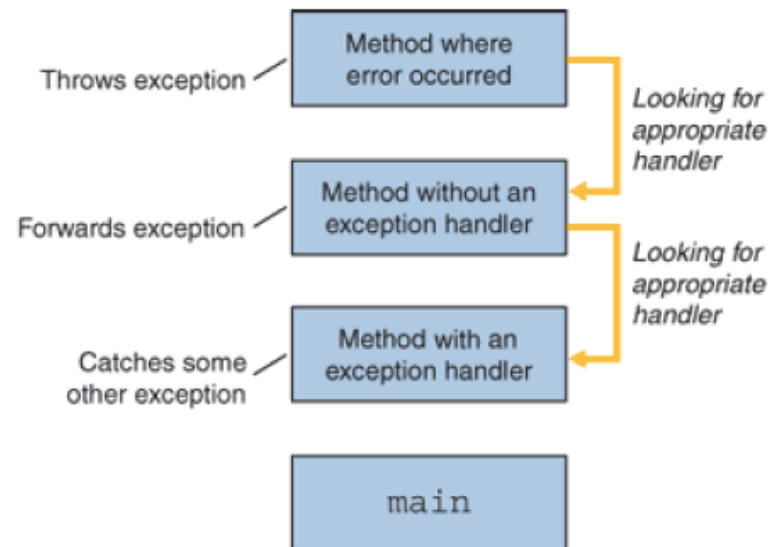 Method where
error occurred
Throws exception
Looking for
appropriate
handler
Method without an
exception handler
Forwards exception
Looking for
appropriate
handler
Method with an
exception handler
Catches some
other exception
main